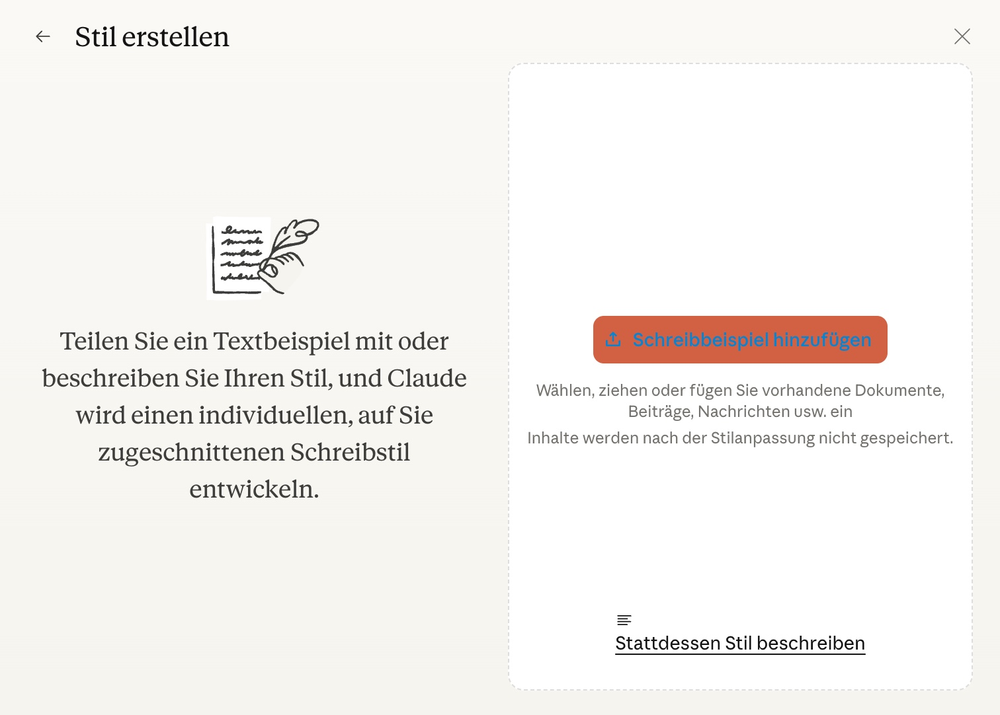 Stil erstellen
Teilen Sie ein Textbeispiel mit oder
beschreiben Sie Ihren Stil, und Claude
wird einen individuellen, auf Sie
zugeschnittenen Schreibstil
entwickeln.
Schreibbeispiel hinzufügen
Wählen, ziehen oder fügen Sie vorhandene Dokumente,
Beiträge, Nachrichten usw. ein
Inhalte werden nach der Stilanpassung nicht gespeichert.
Stattdessen Stil beschreiben